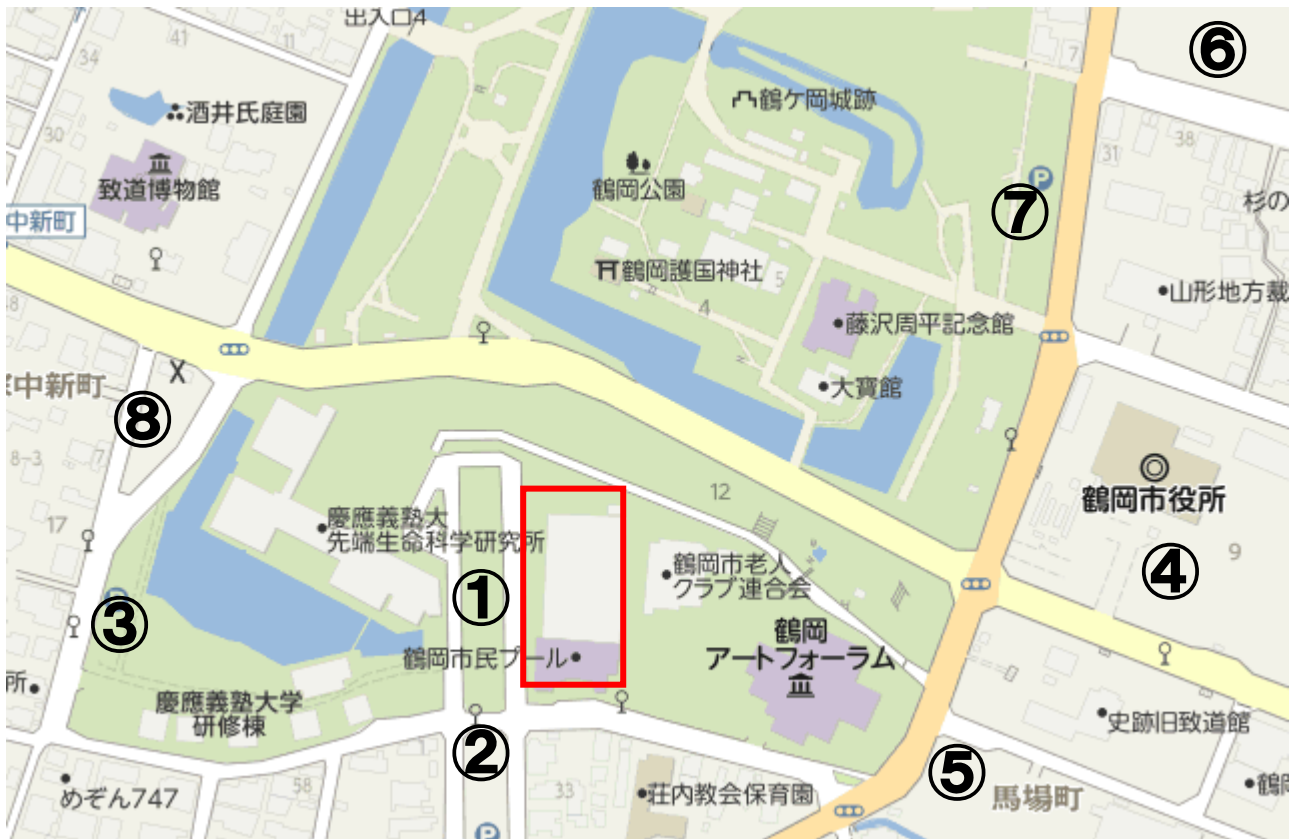 出入口4
41
11
34
酒井氏庭園
30
致道博物館
中新町
鶴ケ岡城跡
鶴岡公園
鶴岡護国神社
5
4
藤沢周平記念館
大寳館
7
⑥
38
31
P
⑦
杉の
山形地方裁
中新町
⑧
8-3
7
17
慶應義塾大
先端生命科学研究所
12
鶴岡市老人
クラブ連合会
鶴岡市役所
④
9
①
③
鶴岡市民プール
鶴岡
アートフォーラム
所
慶應義塾大学
研修棟
②
史跡旧致道館
10
⑤
馬場町
鶴岡
めぞん747
58
33
荘内教会保育園
P